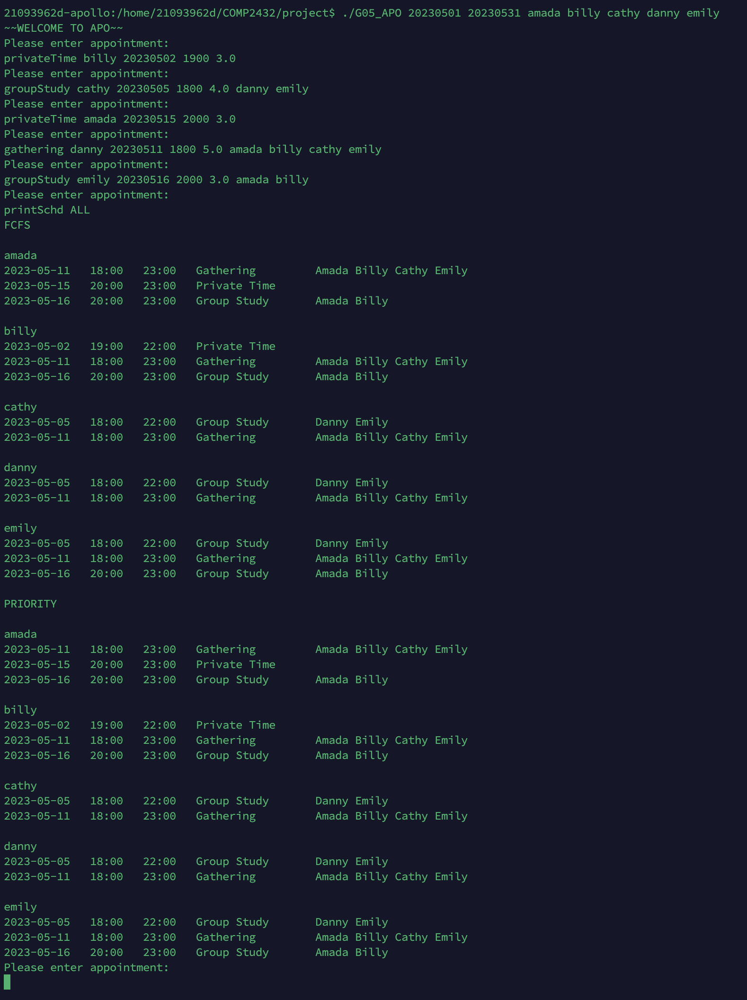 21093962d-apollo:/home/21093962d/COMP2432/project$ ./G05_APO 20230501 20230531 amada billy cathy danny emily
~~WELCOME TO APO~~
Please enter appointment:
privateTime billy 20230502 1900 3.0
Please enter appointment:
groupStudy cathy 20230505 1800 4.0 danny emily
Please enter appointment:
privateTime amada 20230515 2000 3.0
Please enter appointment:
gathering danny 20230511 1800 5.0 amada billy cathy emily
Please enter appointment:
groupStudy emily 20230516 2000 3.0 amada billy
Please enter appointment:
printSchd ALL
FCFS

amada
2023-05-11   18:00   23:00   Gathering         Amada Billy Cathy Emily
2023-05-15   20:00   23:00   Private Time
2023-05-16   20:00   23:00   Group Study       Amada Billy

billy
2023-05-02   19:00   22:00   Private Time
2023-05-11   18:00   23:00   Gathering         Amada Billy Cathy Emily
2023-05-16   20:00   23:00   Group Study       Amada Billy

cathy
2023-05-05   18:00   22:00   Group Study       Danny Emily
2023-05-11   18:00   23:00   Gathering         Amada Billy Cathy Emily

danny
2023-05-05   18:00   22:00   Group Study       Danny Emily
2023-05-11   18:00   23:00   Gathering         Amada Billy Cathy Emily

emily
2023-05-05   18:00   22:00   Group Study       Danny Emily
2023-05-11   18:00   23:00   Gathering         Amada Billy Cathy Emily
2023-05-16   20:00   23:00   Group Study       Amada Billy

PRIORITY

amada
2023-05-11   18:00   23:00   Gathering         Amada Billy Cathy Emily
2023-05-15   20:00   23:00   Private Time
2023-05-16   20:00   23:00   Group Study       Amada Billy

billy
2023-05-02   19:00   22:00   Private Time
2023-05-11   18:00   23:00   Gathering         Amada Billy Cathy Emily
2023-05-16   20:00   23:00   Group Study       Amada Billy

cathy
2023-05-05   18:00   22:00   Group Study       Danny Emily
2023-05-11   18:00   23:00   Gathering         Amada Billy Cathy Emily

danny
2023-05-05   18:00   22:00   Group Study       Danny Emily
2023-05-11   18:00   23:00   Gathering         Amada Billy Cathy Emily

emily
2023-05-05   18:00   22:00   Group Study       Danny Emily
2023-05-11   18:00   23:00   Gathering         Amada Billy Cathy Emily
2023-05-16   20:00   23:00   Group Study       Amada Billy
Please enter appointment: